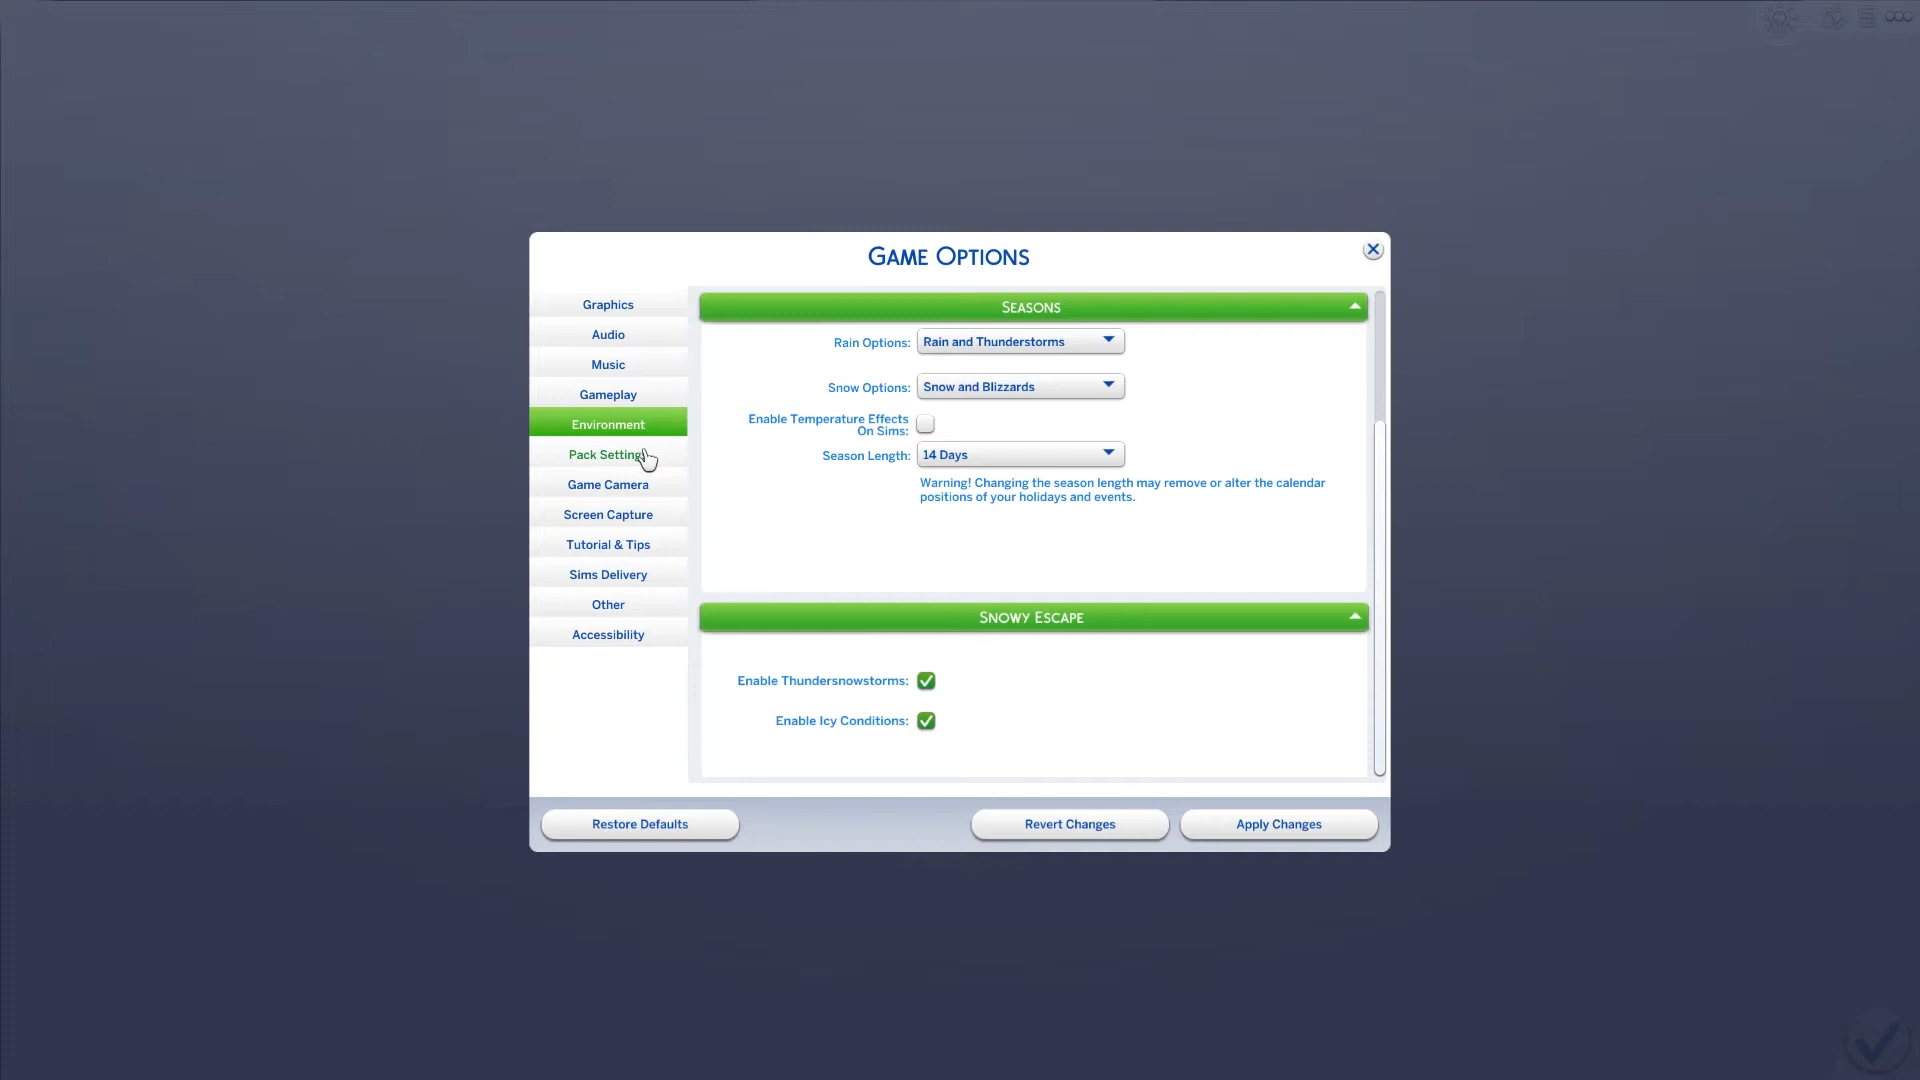 GAME OPTIONS
Graphics
Audio
Music
Gameplay
Environment
Pack Setting
Game Camera
Screen Capture
Tutorial & Tips
Sims Delivery
Other
Accessibility
SEASONS
Rain Options: Rain and Thunderstorms
Snow Options: Snow and Blizzards
Enable Temperature Effects
On Sims:
Season Length: 14 Days
Warning! Changing the season length may remove or alter the calendar
positions of your holidays and events.
SNOWY ESCAPE
Enable Thundersnowstorms:
Enable Icy Conditions:
Restore Defaults
Revert Changes
Apply Changes